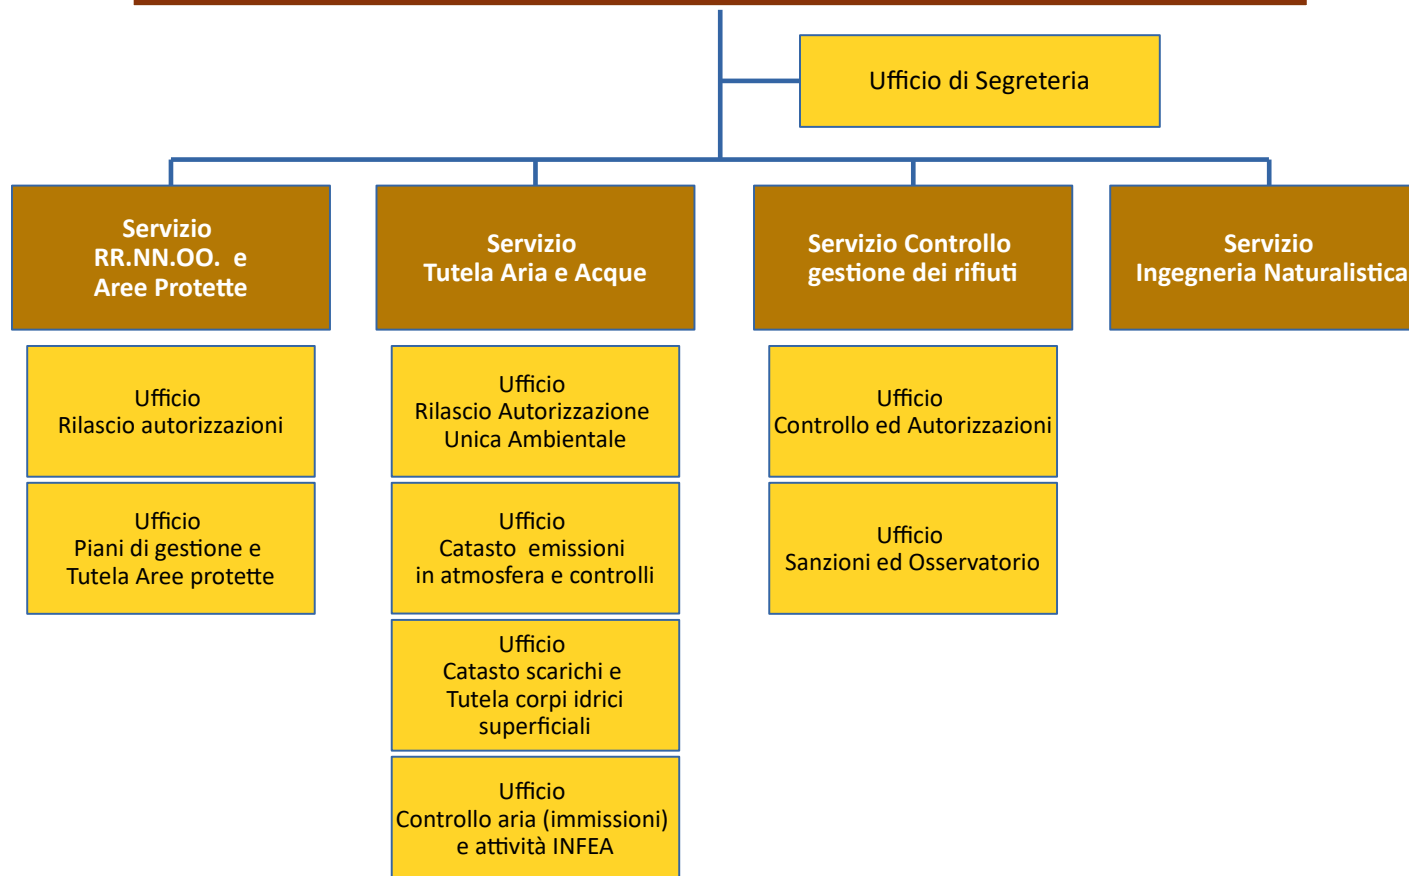 Ufficio di Segreteria
Servizio
RR.NN.OO. e
Aree Protette
Servizio
Tutela Aria e Acque
Servizio Controllo
gestione dei rifiuti
Servizio
Ingegneria Naturalistica
Ufficio
Rilascio autorizzazioni
Ufficio
Piani di gestione e
Tutela Aree protette
Ufficio
Rilascio Autorizzazione
Unica Ambientale
Ufficio
Catasto emissioni
in atmosfera e controlli
Ufficio
Catasto scarichi e
Tutela corpi idrici
superficiali
Ufficio
Controllo aria (immissioni)
e attività INFEA
Ufficio
Controllo ed Autorizzazioni
Ufficio
Sanzioni ed Osservatorio